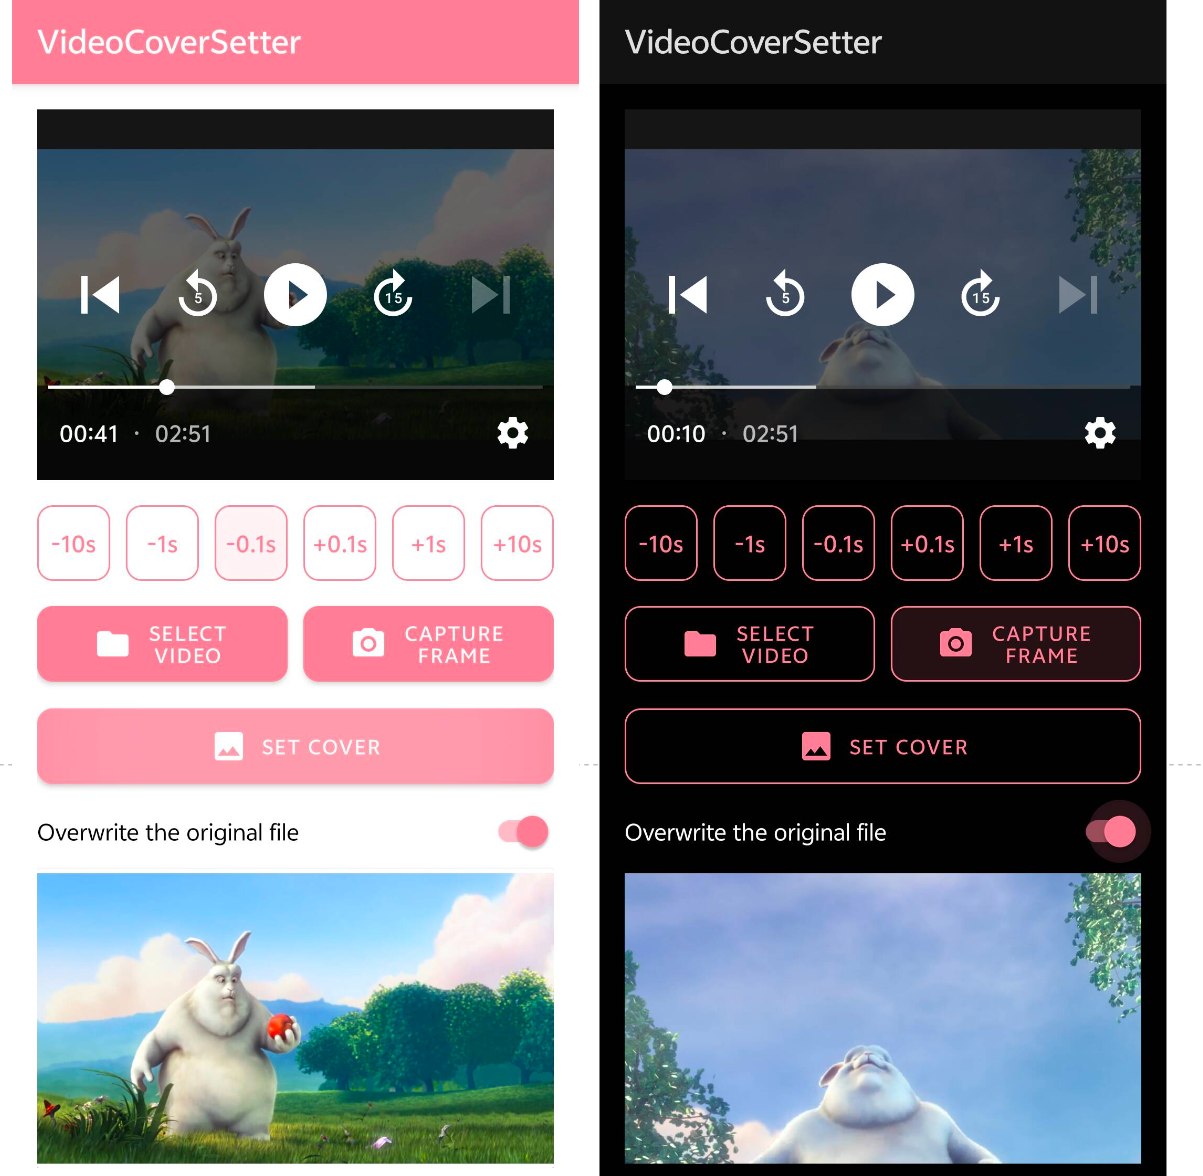 VideoCoverSetter
5
15
00:41 · 02:51
-10s -1s -0.1s +0.1s +1s +10s
SELECT
VIDEO
CAPTURE
FRAME
SET COVER
Overwrite the original file
VideoCoverSetter
5
15
00:10 · 02:51
-10s -1s -0.1s +0.1s +1s +10s
SELECT
VIDEO
CAPTURE
FRAME
SET COVER
Overwrite the original file